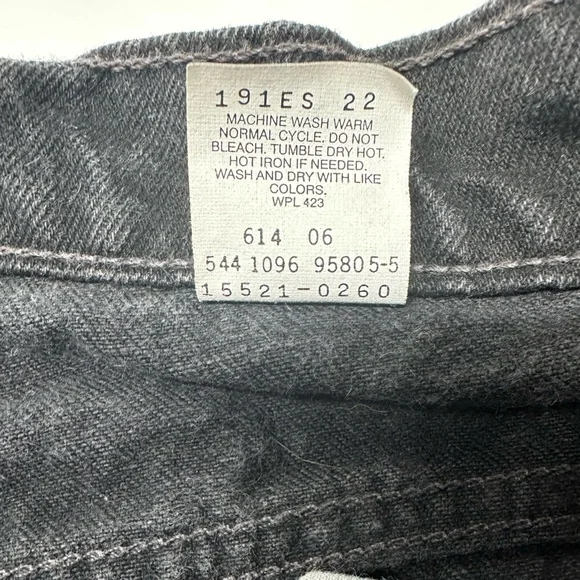 191ES 22
MACHINE WASH WARM
NORMAL CYCLE. DO NOT
BLEACH. TUMBLE DRY HOT.
HOT IRON IF NEEDED.
WASH AND DRY WITH LIKE
COLORS.
WPL 423
614 06
544 1096 95805-5
15521-0260